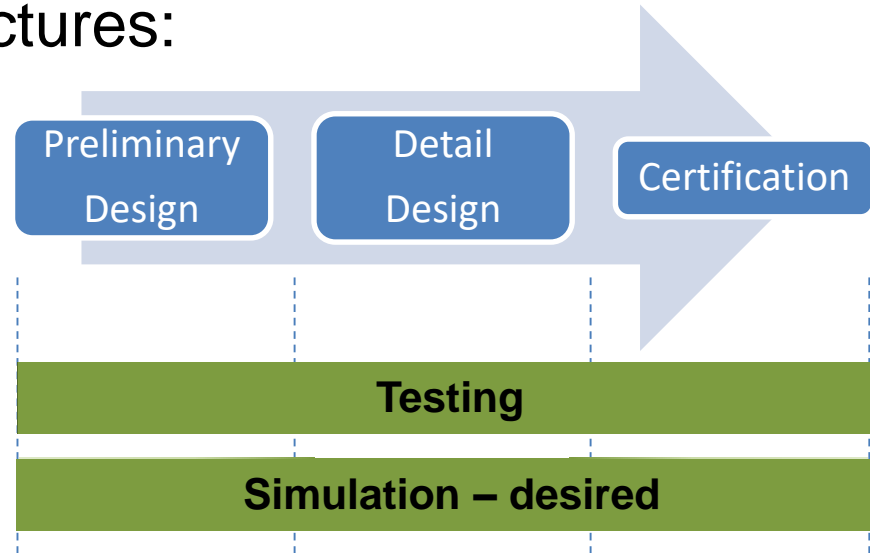 ctures:
Preliminary
Design
Detail
Design
Certification
Testing
Simulation – desired